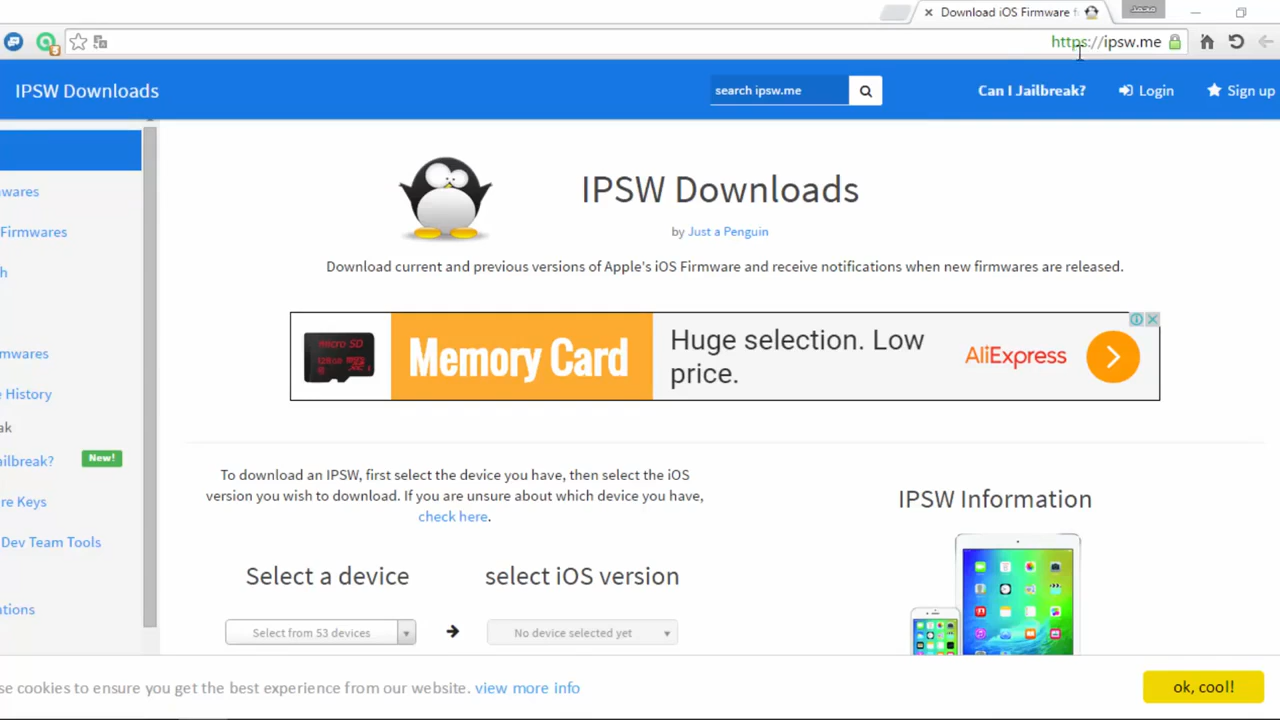 Download iOS Firmware f
محمد
https://ipsw.me
IPSW Downloads
search ipsw.me
Can I Jailbreak?
Login
Sign up
wares
Firmwares
h
mwares
e History
ak
ailbreak?
New!
re Keys
Dev Team Tools
tions
IPSW Downloads
by Just a Penguin
Download current and previous versions of Apple's iOS Firmware and receive notifications when new firmwares are released.
micro SD
128GB
Memory Card
Huge selection. Low
price.
AliExpress
To download an IPSW, first select the device you have, then select the iOS
version you wish to download. If you are unsure about which device you have,
check here.
IPSW Information
Select a device
select iOS version
Select from 53 devices
No device selected yet
se cookies to ensure you get the best experience from our website. view more info
ok, cool!